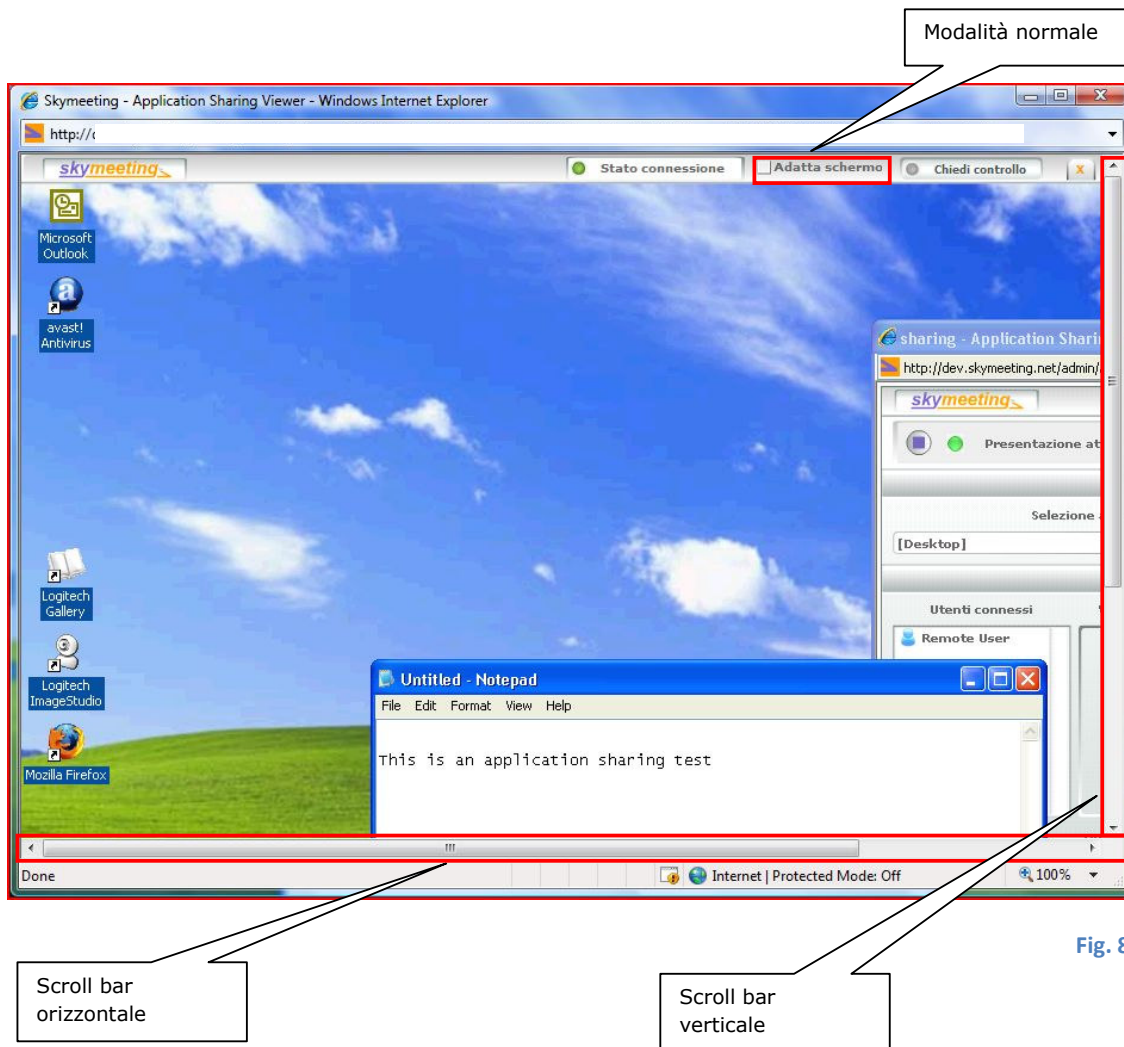 Modalità normale
Skymeeting - Application Sharing Viewer - Windows Internet Explorer
http://
skymeeting
Stato connessione
Adatta schermo
Chiedi controllo
x
Microsoft
Outlook
avast!
Antivirus
sharing - Application Shari
http://dev.skymeeting.net/admin/
skymeeting
Presentazione at
Selezione
[Desktop]
Logitech
Gallery
Utenti connessi
Remote User
Logitech
ImageStudio
Untitled - Notepad
File Edit Format View Help
This is an application sharing test
Mozilla Firefox
Done
Internet | Protected Mode: Off
100%
Fig. 8
Scroll bar
orizzontale
Scroll bar
verticale